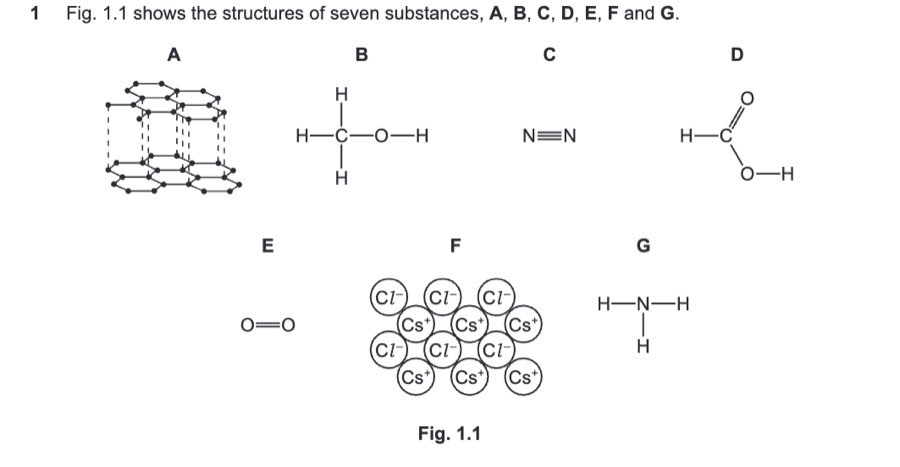 1 Fig. 1.1 shows the structures of seven substances, A, B, C, D, E, F and G.
A B C D
H
H—C—O—H
H
N≡N
O
H—C
O—H
E F G
O=O
Cl⁻ Cl⁻ Cl⁻
Cs⁺ Cs⁺ Cs⁺
Cl⁻ Cl⁻ Cl⁻
Cs⁺ Cs⁺ Cs⁺
H—N—H
H
Fig. 1.1